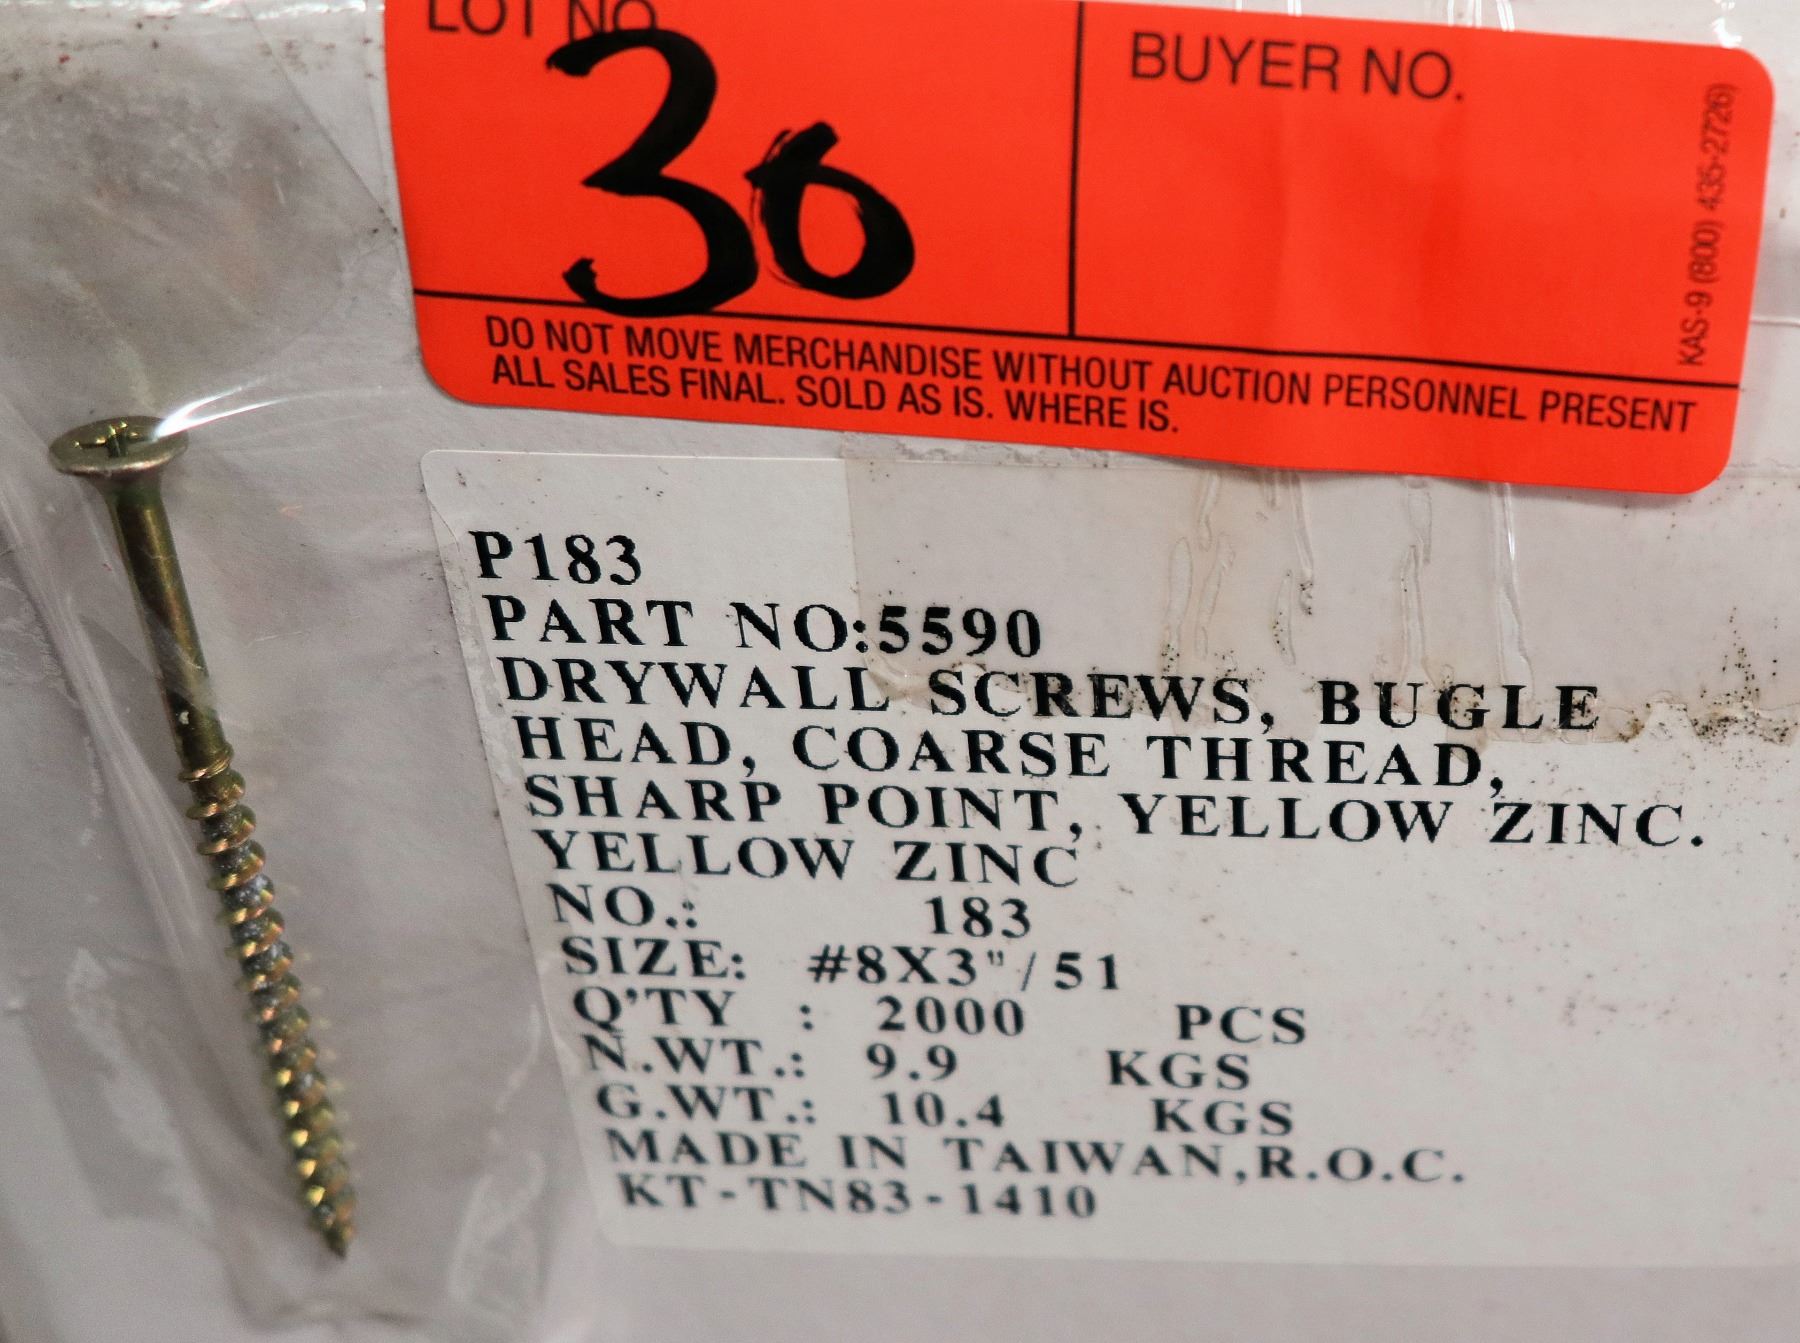 LOT NO.
36
BUYER NO.
KAS-9 (800) 435-2726)
DO NOT MOVE MERCHANDISE WITHOUT AUCTION PERSONNEL PRESENT
ALL SALES FINAL. SOLD AS IS. WHERE IS.
P183
PART NO:5590
DRYWALL SCREWS, BUGLE
HEAD, COARSE THREAD,
SHARP POINT, YELLOW ZINC.
YELLOW ZINC
NO.: 183
SIZE: #8X3"/51
Q'TY : 2000 PCS
N.WT.: 9.9 KGS
G.WT.: 10.4 KGS
MADE IN TAIWAN,R.O.C.
KT-TN83-1410